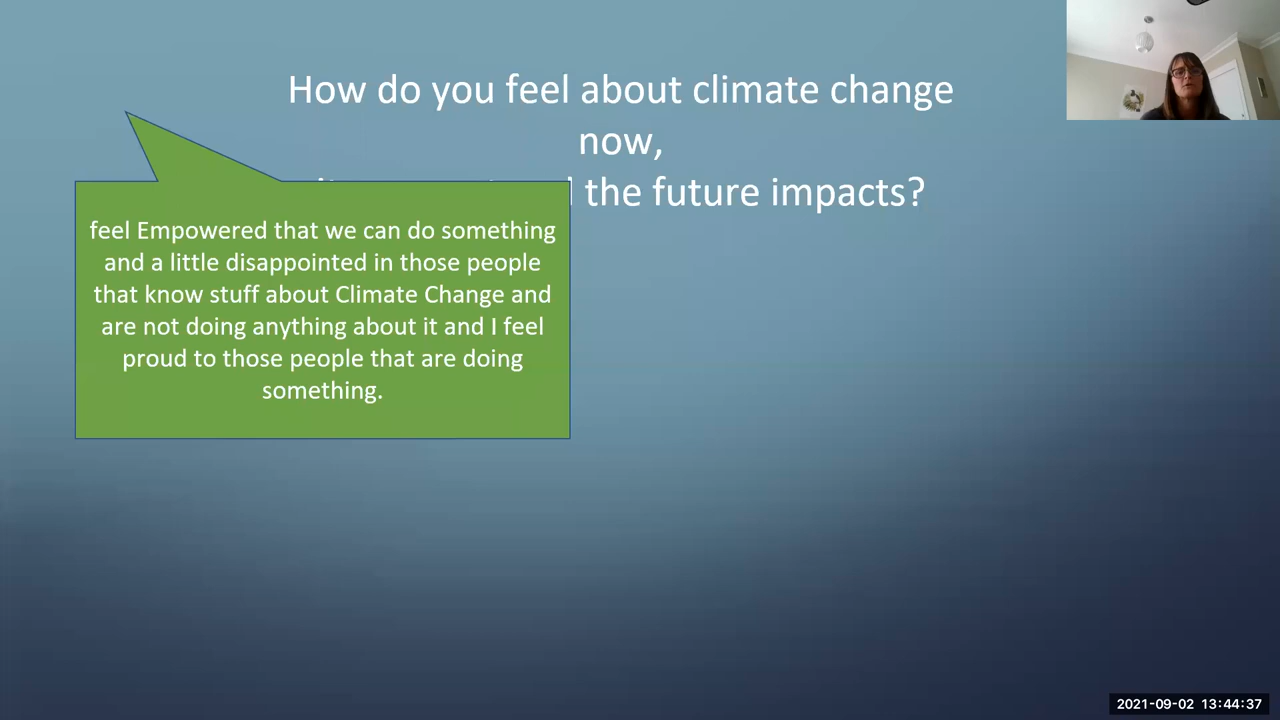 How do you feel about climate change
now,
the future impacts?
feel Empowered that we can do something
and a little disappointed in those people
that know stuff about Climate Change and
are not doing anything about it and I feel
proud to those people that are doing
something.
2021-09-02 13:44:37